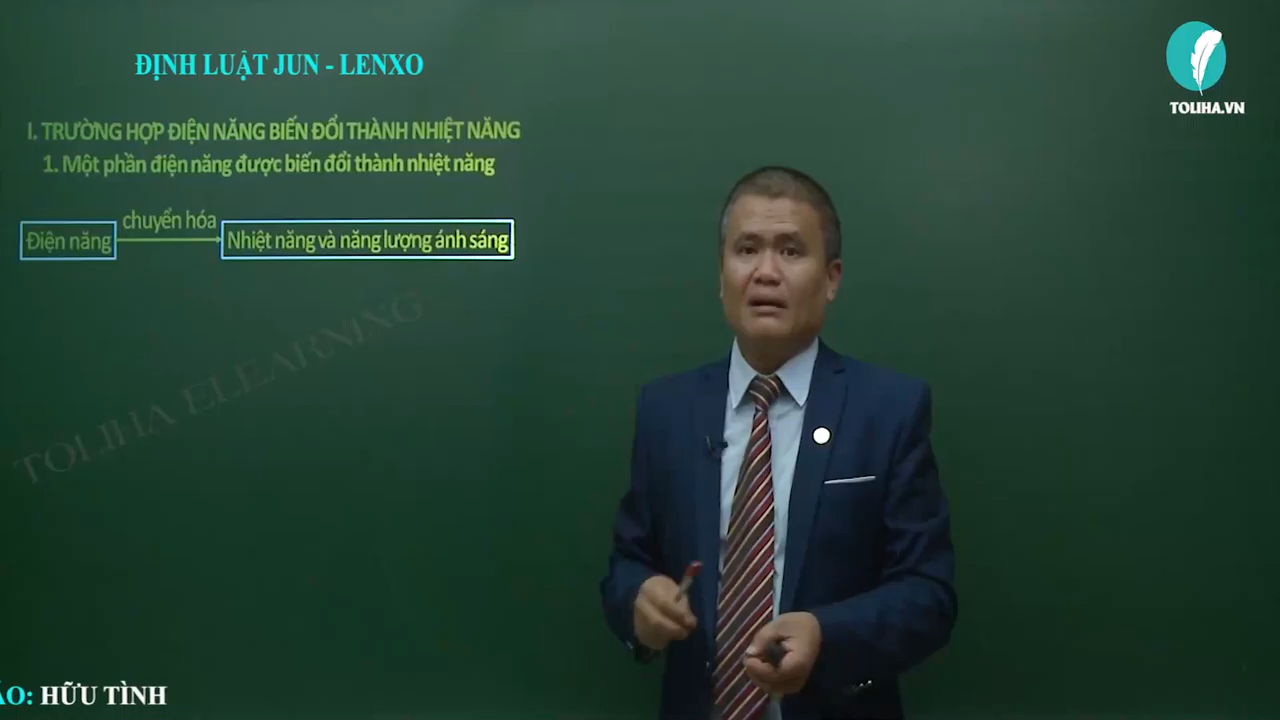 ĐỊNH LUẬT JUN - LENXO
TOLIHA.VN
I. TRƯỜNG HỢP ĐIỆN NĂNG BIẾN ĐỔI THÀNH NHIỆT NĂNG
1. Một phần điện năng được biến đổi thành nhiệt năng
chuyển hóa
Điện năng
Nhiệt năng và năng lượng ánh sáng
TOLIHA ELEARNING
ÁO: HỮU TÌNH